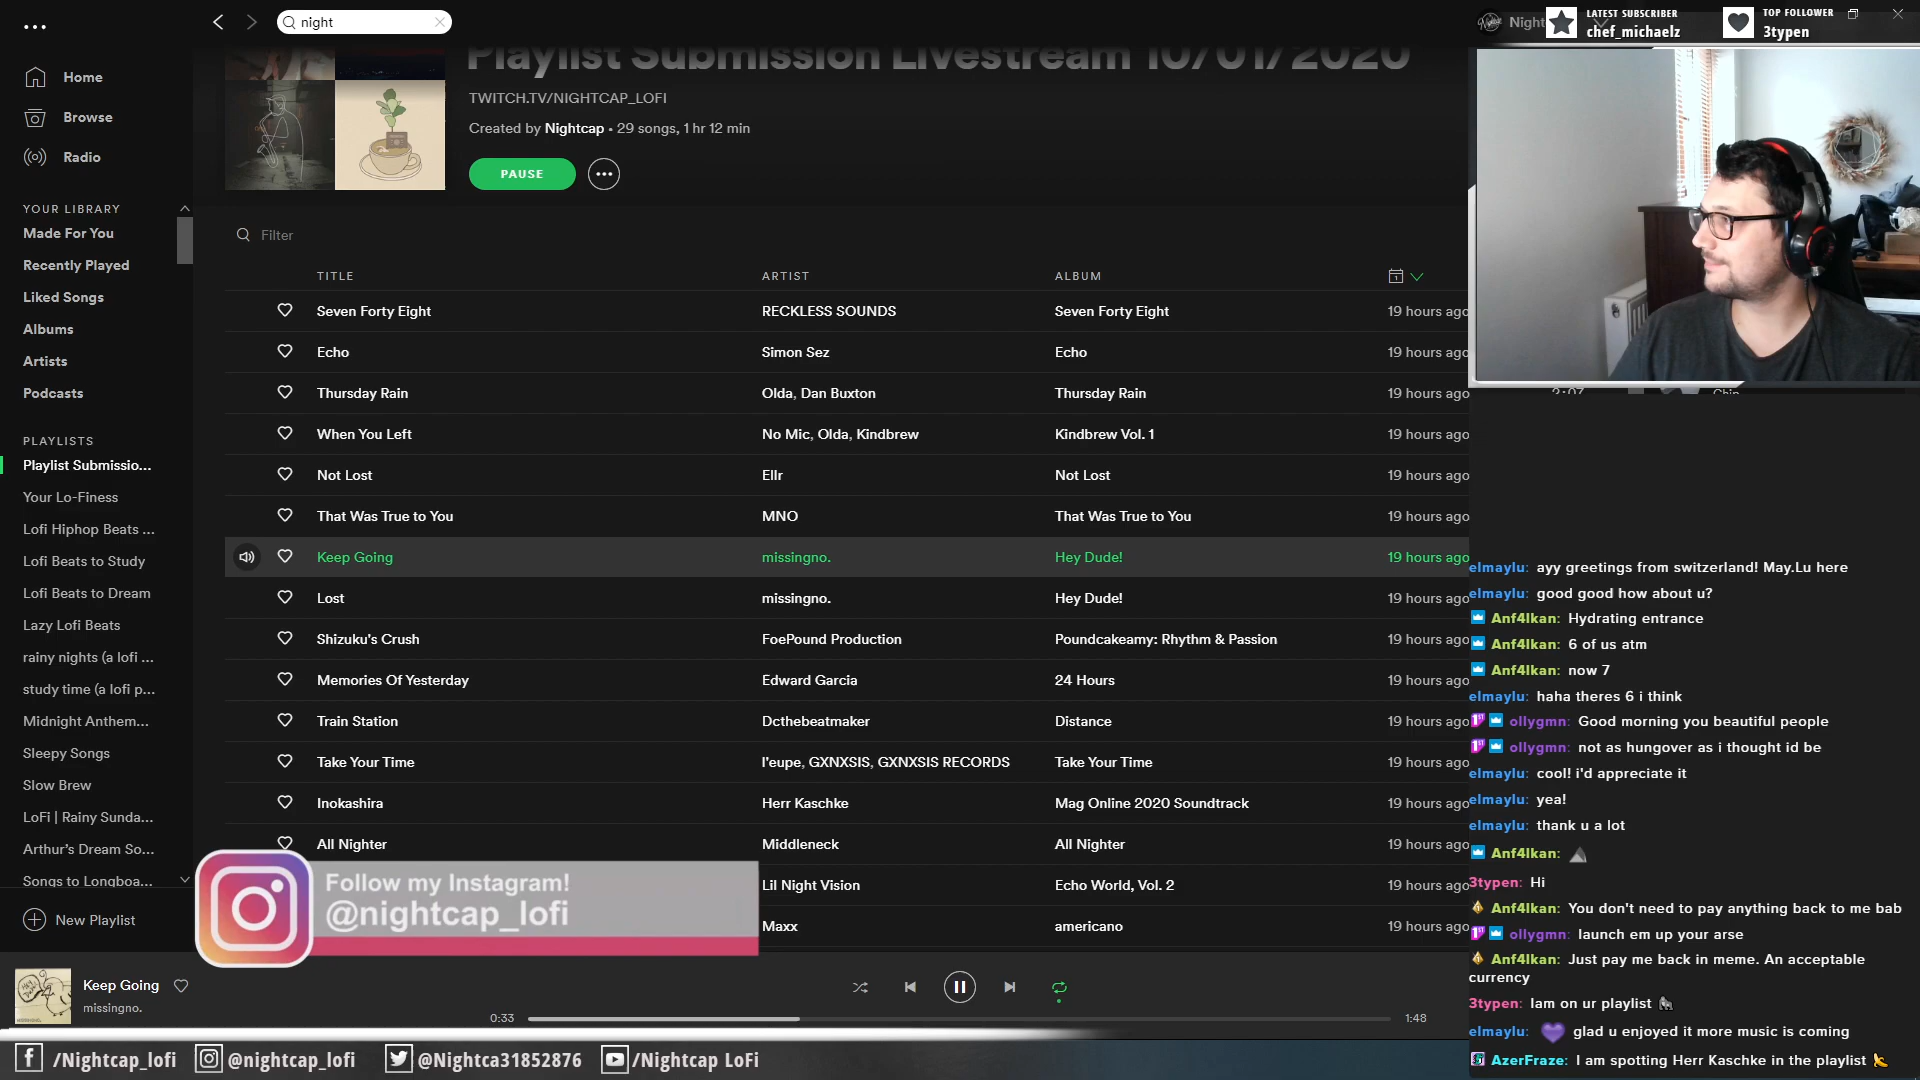 night
Night
LATEST SUBSCRIBER
chef_michaelz
TOP FOLLOWER
3typen
Home
Browse
Radio
YOUR LIBRARY
Made For You
Recently Played
Liked Songs
Albums
Artists
Podcasts
PLAYLISTS
Playlist Submissio...
Your Lo-Finess
Lofi Hiphop Beats ...
Lofi Beats to Study
Lofi Beats to Dream
Lazy Lofi Beats
rainy nights (a lofi ...
study time (a lofi p...
Midnight Anthem...
Sleepy Songs
Slow Brew
LoFi | Rainy Sunda...
Arthur's Dream So...
Songs to Longboa...
New Playlist
Playlist Submission Livestream 10/01/2020
TWITCH.TV/NIGHTCAP_LOFI
Created by Nightcap • 29 songs, 1 hr 12 min
PAUSE
Filter
TITLE ARTIST ALBUM
Seven Forty Eight RECKLESS SOUNDS Seven Forty Eight 19 hours ago
Echo Simon Sez Echo 19 hours ago
Thursday Rain Olda, Dan Buxton Thursday Rain 19 hours ago
When You Left No Mic, Olda, Kindbrew Kindbrew Vol. 1 19 hours ago
Not Lost Ellr Not Lost 19 hours ago
That Was True to You MNO That Was True to You 19 hours ago
Keep Going missingno. Hey Dude! 19 hours ago
Lost missingno. Hey Dude! 19 hours ago
Shizuku's Crush FoePound Production Poundcakeamy: Rhythm & Passion 19 hours ago
Memories Of Yesterday Edward Garcia 24 Hours 19 hours ago
Train Station Dcthebeatmaker Distance 19 hours ago
Take Your Time l'eupe, GXNXSIS, GXNXSIS RECORDS Take Your Time 19 hours ago
Inokashira Herr Kaschke Mag Online 2020 Soundtrack 19 hours ago
All Nighter Middleneck All Nighter 19 hours ago
Lil Night Vision Echo World, Vol. 2 19 hours ago
Maxx americano 19 hours ago
Follow my Instagram!
@nightcap_lofi
2:07
Chip
elmaylu: ayy greetings from switzerland! May.Lu here
elmaylu: good good how about u?
Anf4lkan: Hydrating entrance
Anf4lkan: 6 of us atm
Anf4lkan: now 7
elmaylu: haha theres 6 i think
ollygmn: Good morning you beautiful people
ollygmn: not as hungover as i thought id be
elmaylu: cool! i'd appreciate it
elmaylu: yea!
elmaylu: thank u a lot
Anf4lkan:
3typen: Hi
Anf4lkan: You don't need to pay anything back to me bab
ollygmn: launch em up your arse
Anf4lkan: Just pay me back in meme. An acceptable
currency
3typen: Iam on ur playlist
elmaylu: glad u enjoyed it more music is coming
AzerFraze: I am spotting Herr Kaschke in the playlist
Keep Going
missingno.
0:33
1:48
/Nightcap_lofi
@nightcap_lofi
@Nightca31852876
/Nightcap LoFi